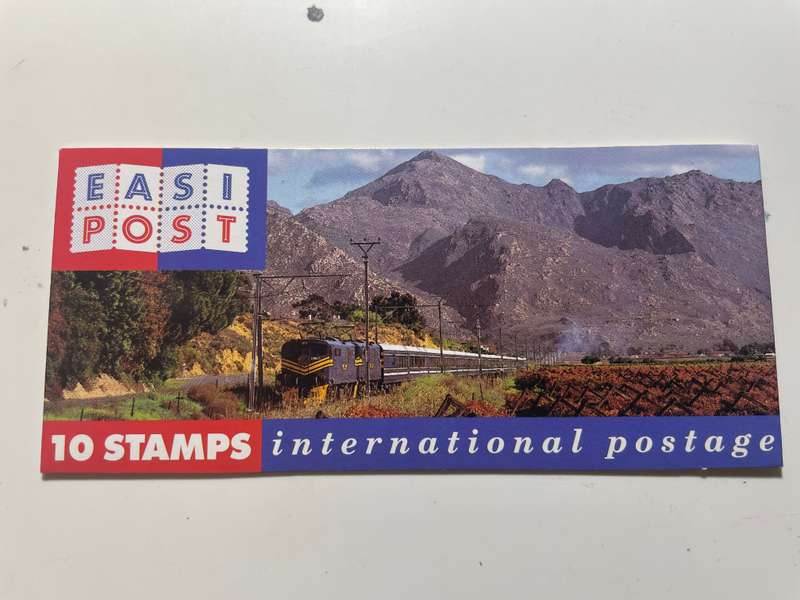 EASI
POST
10 STAMPS international postage